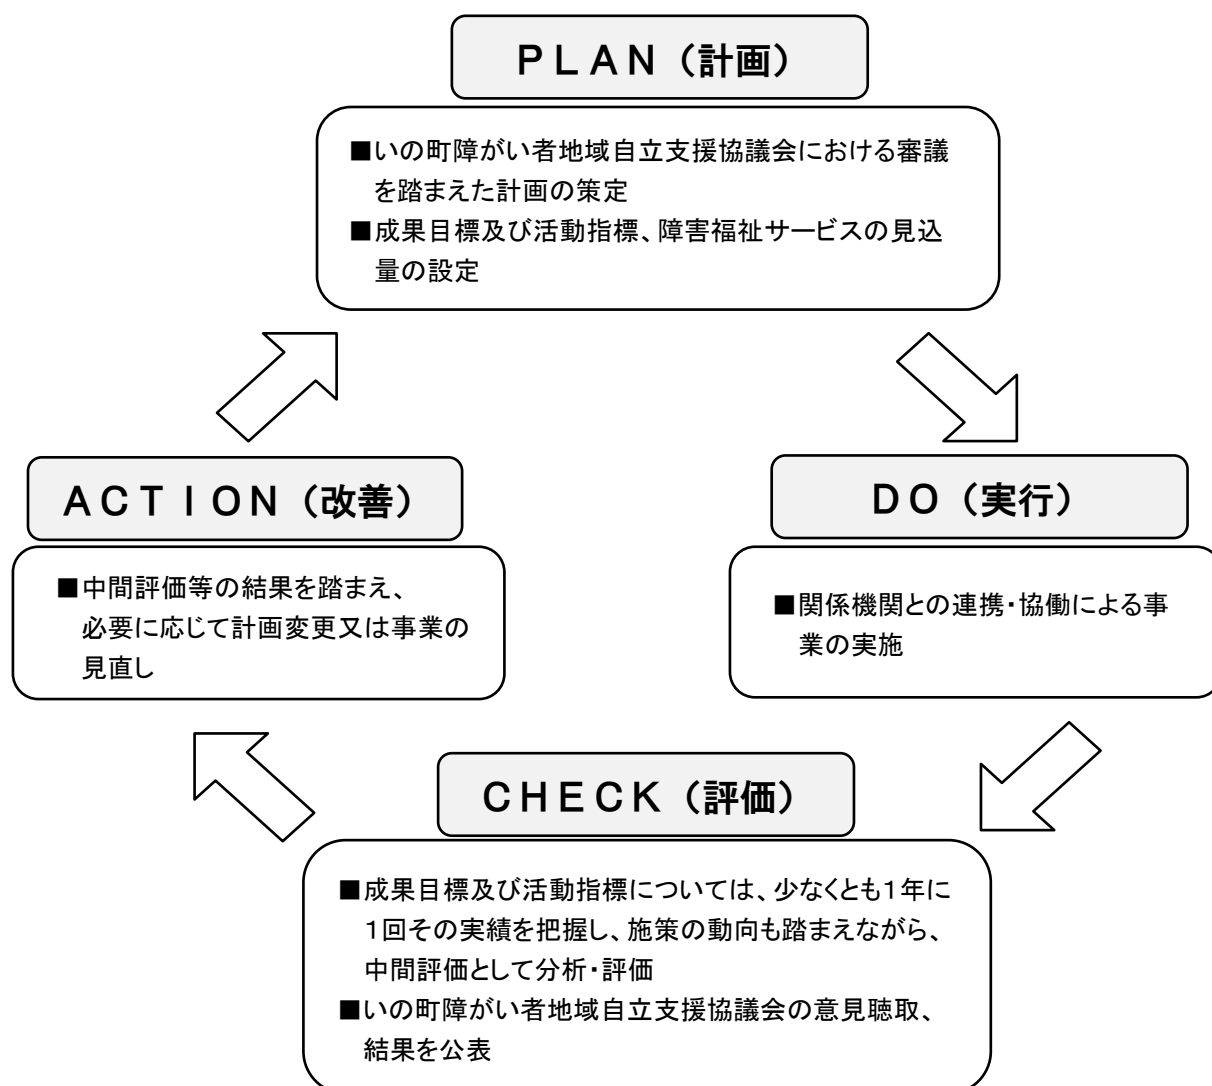 ＰＬＡＮ（計画）
■いの町障がい者地域自立支援協議会における審議
を踏まえた計画の策定
■成果目標及び活動指標、障害福祉サービスの見込
量の設定
ＤＯ（実行）
■関係機関との連携・協働による事
業の実施
ＣＨＥＣＫ（評価）
■成果目標及び活動指標については、少なくとも１年に
１回その実績を把握し、施策の動向も踏まえながら、
中間評価として分析・評価
■いの町障がい者地域自立支援協議会の意見聴取、
結果を公表
ＡＣＴＩＯＮ（改善）
■中間評価等の結果を踏まえ、
必要に応じて計画変更又は事業の
見直し